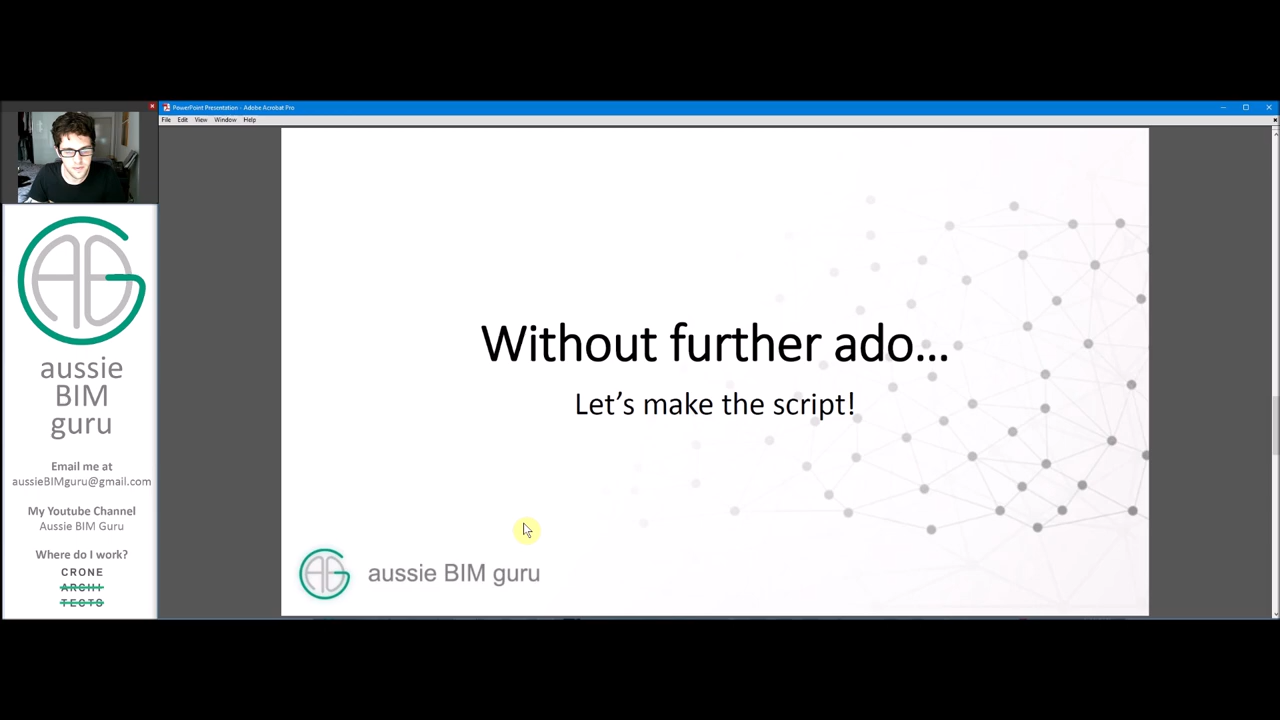 PowerPoint Presentation - Adobe Acrobat Pro
File Edit View Window Help
aussie
BIM
guru
Email me at
aussieBIMguru@gmail.com
My Youtube Channel
Aussie BIM Guru
Where do I work?
CRONE
ARCHI
TECTS
Without further ado...
Let’s make the script!
aussie BIM guru